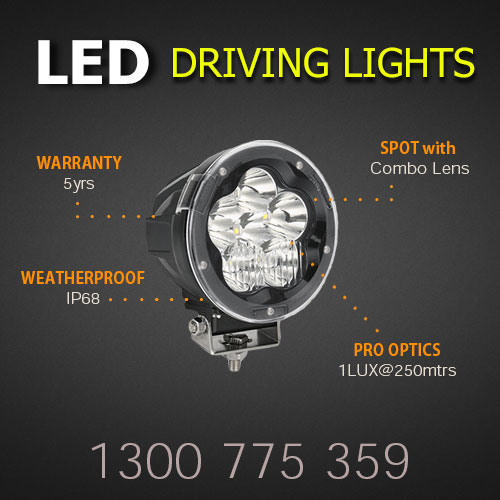 LED DRIVING LIGHTS
WARRANTY
5yrs
SPOT with
Combo Lens
WEATHERPROOF
IP68
PRO OPTICS
1LUX@250mtrs
1300 775 359